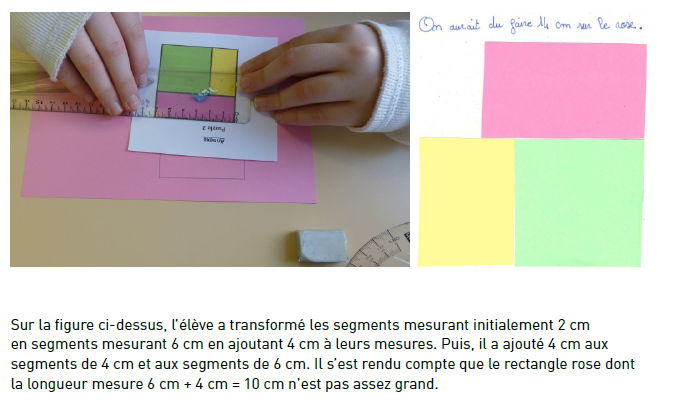 On aurait du faire 14 cm sur le rose.
Puzzle 2
Sur la figure ci-dessus, l'élève a transformé les segments mesurant initialement 2 cm
en segments mesurant 6 cm en ajoutant 4 cm à leurs mesures. Puis, il a ajouté 4 cm aux
segments de 4 cm et aux segments de 6 cm. Il s'est rendu compte que le rectangle rose dont
la longueur mesure 6 cm + 4 cm = 10 cm n'est pas assez grand.